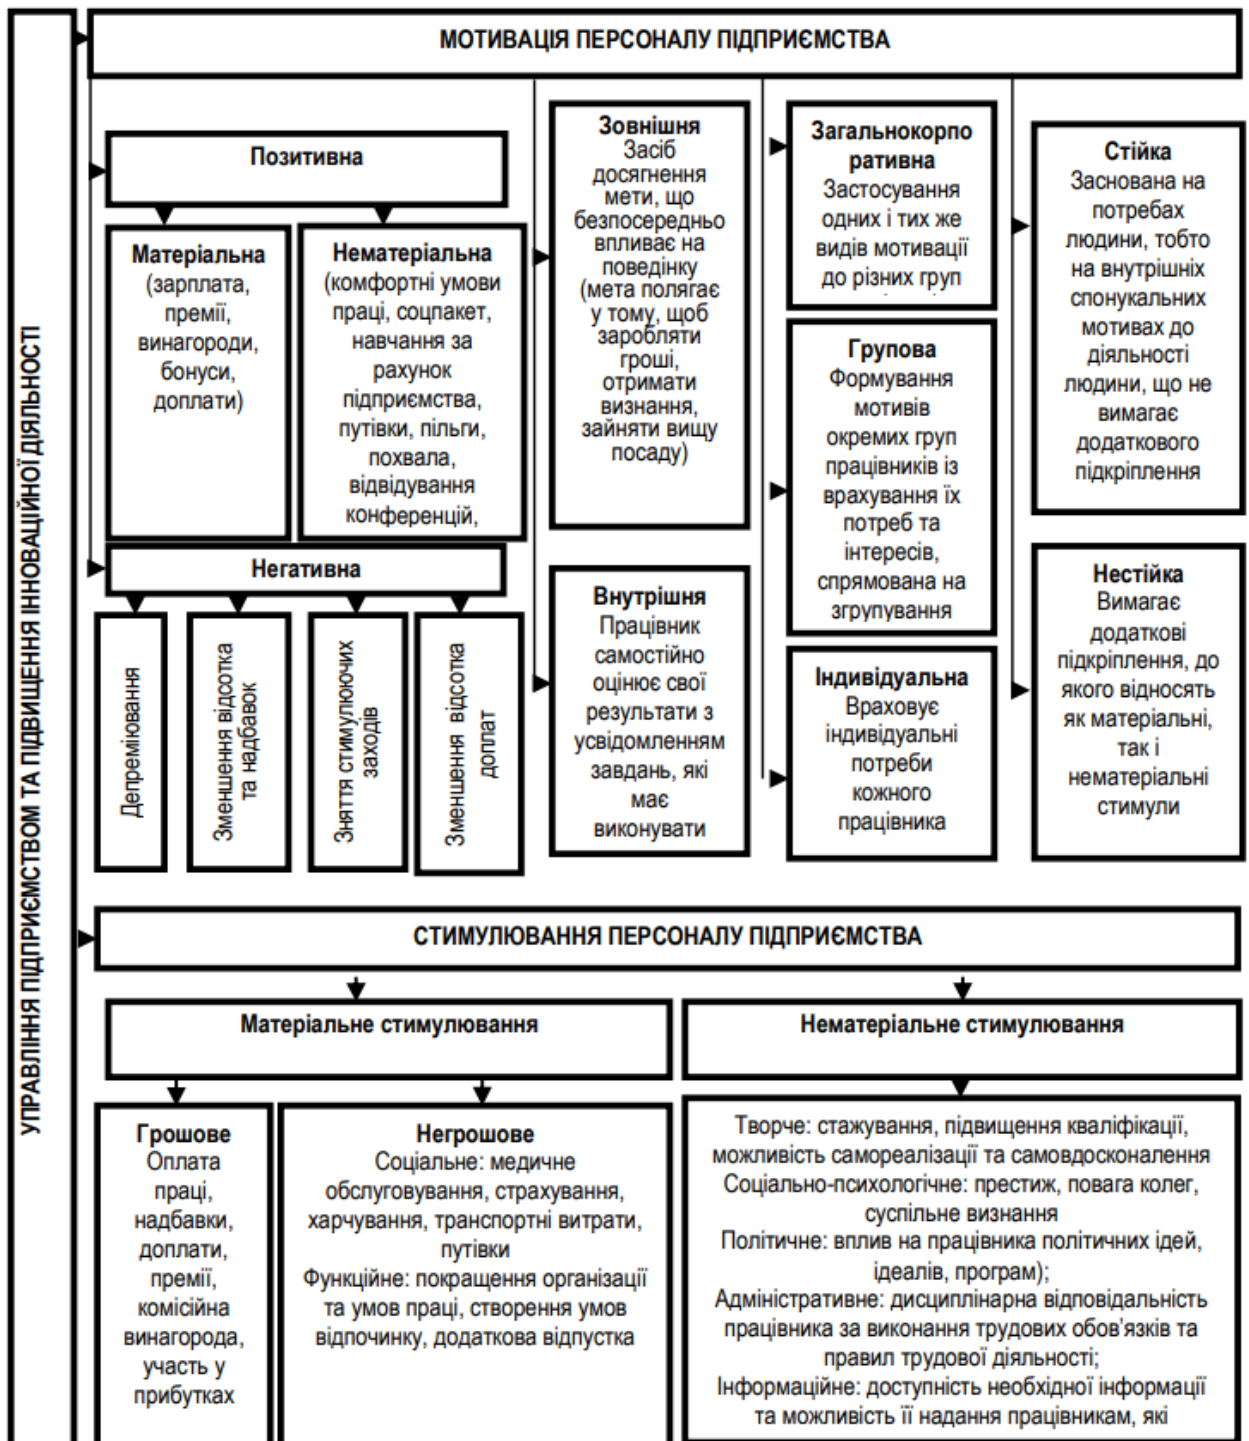 УПРАВЛІННЯ ПІДПРИЄМСТВОМ ТА ПІДВИЩЕННЯ ІННОВАЦІЙНОЇ ДІЯЛЬНОСТІ
МОТИВАЦІЯ ПЕРСОНАЛУ ПІДПРИЄМСТВА
Позитивна
Матеріальна
(зарплата,
премії,
винагороди,
бонуси,
доплати)
Нематеріальна
(комфортні умови
праці, соцпакет,
навчання за
рахунок
підприємства,
путівки, пільги,
похвала,
відвідування
конференцій,
Негативна
Депреміювання
Зменшення відсотка
та надбавок
Зняття стимулюючих
заходів
Зменшення відсотка
доплат
Зовнішня
Засіб
досягнення
мети, що
безпосередньо
впливає на
поведінку
(мета полягає
у тому, щоб
заробляти
гроші,
отримати
визнання,
зайняти вищу
посаду)
Внутрішня
Працівник
самостійно
оцінює свої
результати з
усвідомленням
завдань, які
має
виконувати
Загальнокорпо
ративна
Застосування
одних і тих же
видів мотивації
до різних груп
Групова
Формування
мотивів
окремих груп
працівників із
врахування їх
потреб та
інтересів,
спрямована на
згрупування
Індивідуальна
Враховує
індивідуальні
потреби
кожного
працівника
Стійка
Заснована на
потребах
людини, тобто
на внутрішніх
спонукальних
мотивах до
діяльності
людини, що не
вимагає
додаткового
підкріплення
Нестійка
Вимагає
додаткові
підкріплення, до
якого відносять
як матеріальні,
так і
нематеріальні
стимули
СТИМУЛЮВАННЯ ПЕРСОНАЛУ ПІДПРИЄМСТВА
Матеріальне стимулювання
Грошове
Оплата
праці,
надбавки,
доплати,
премії,
комісійна
винагорода,
участь у
прибутках
Негрошове
Соціальне: медичне
обслуговування, страхування,
харчування, транспортні витрати,
путівки
Функційне: покращення організації
та умов праці, створення умов
відпочинку, додаткова відпустка
Нематеріальне стимулювання
Творче: стажування, підвищення кваліфікації,
можливість самореалізації та самовдосконалення
Соціально-психологічне: престиж, повага колег,
суспільне визнання
Політичне: вплив на працівника політичних ідей,
ідеалів, програм);
Адміністративне: дисциплінарна відповідальність
працівника за виконання трудових обов’язків та
правил трудової діяльності;
Інформаційне: доступність необхідної інформації
та можливість її надання працівникам, які